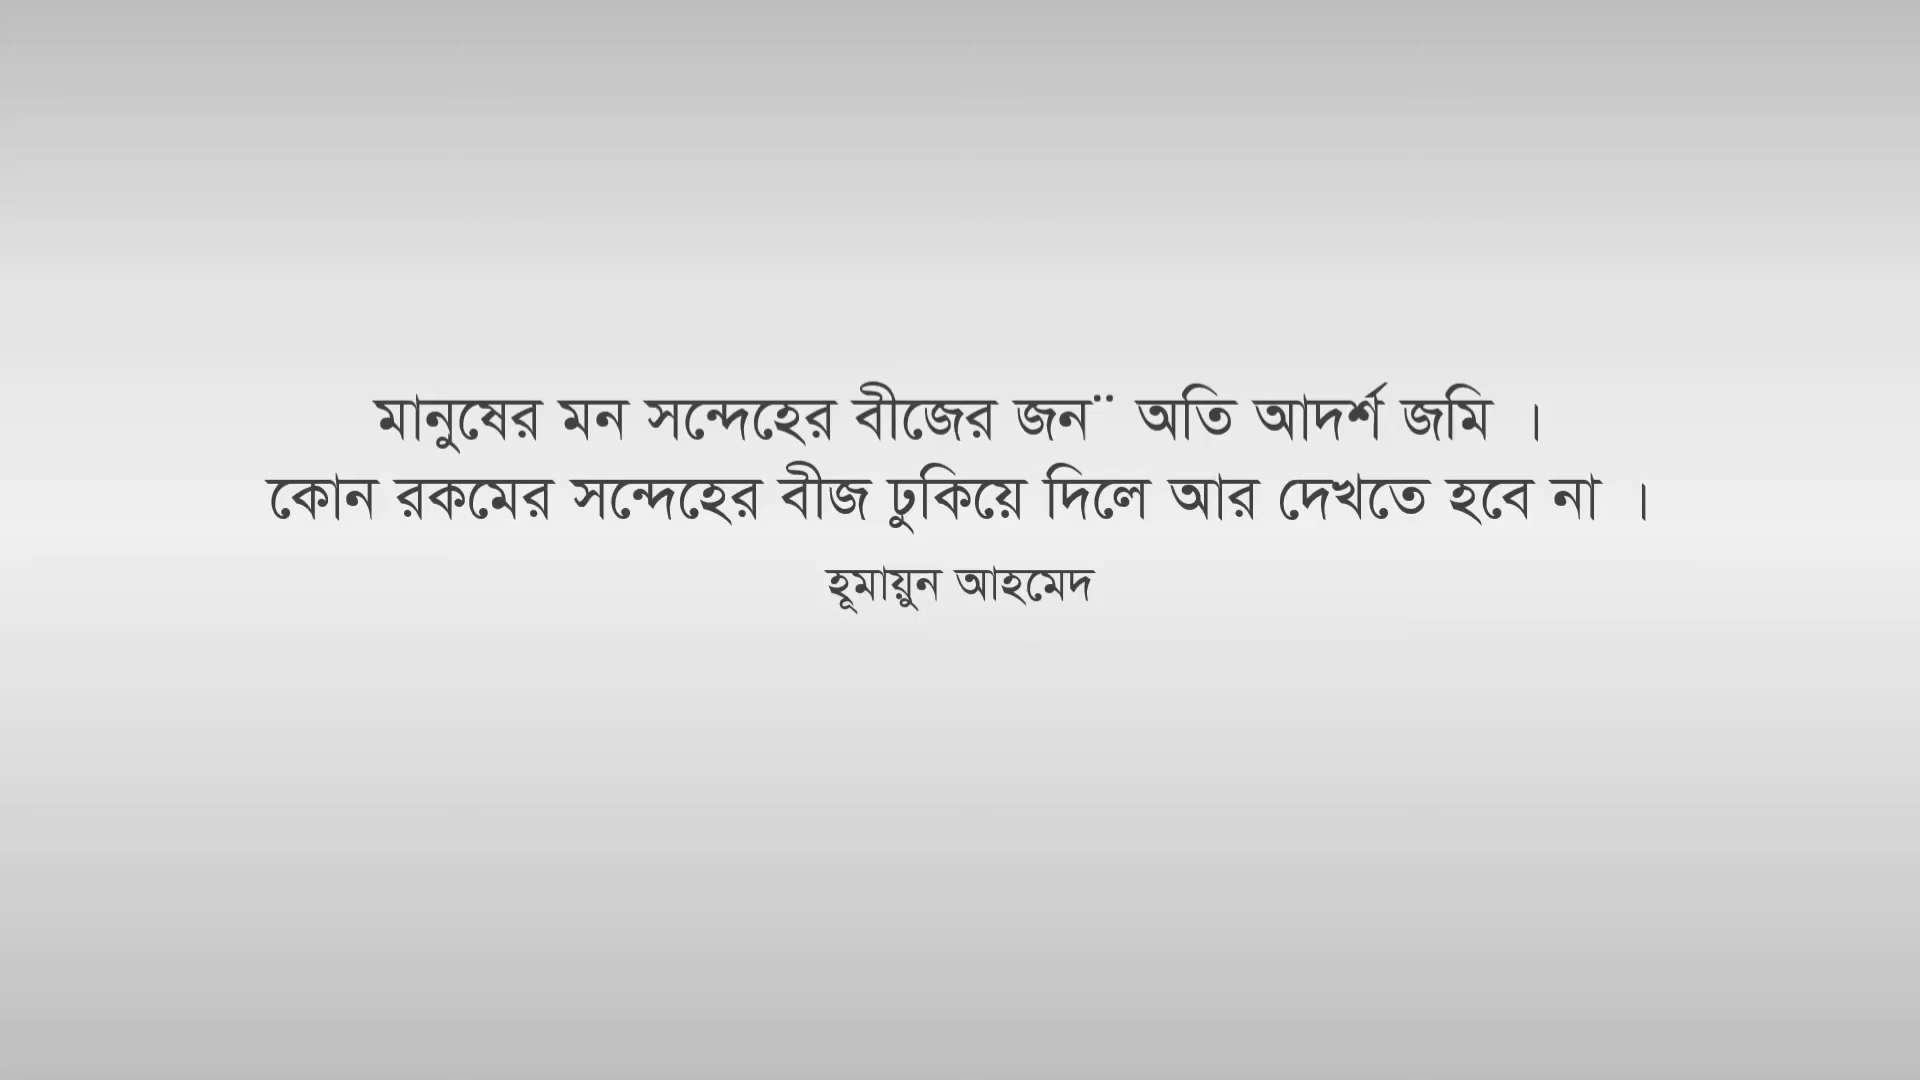 মানুষের মন সন্দেহের বীজের জন¨ অতি আদর্শ জমি ।
কোন রকমের সন্দেহের বীজ ঢুকিয়ে দিলে আর দেখতে হবে না ।
হূমায়ুন আহমেদ